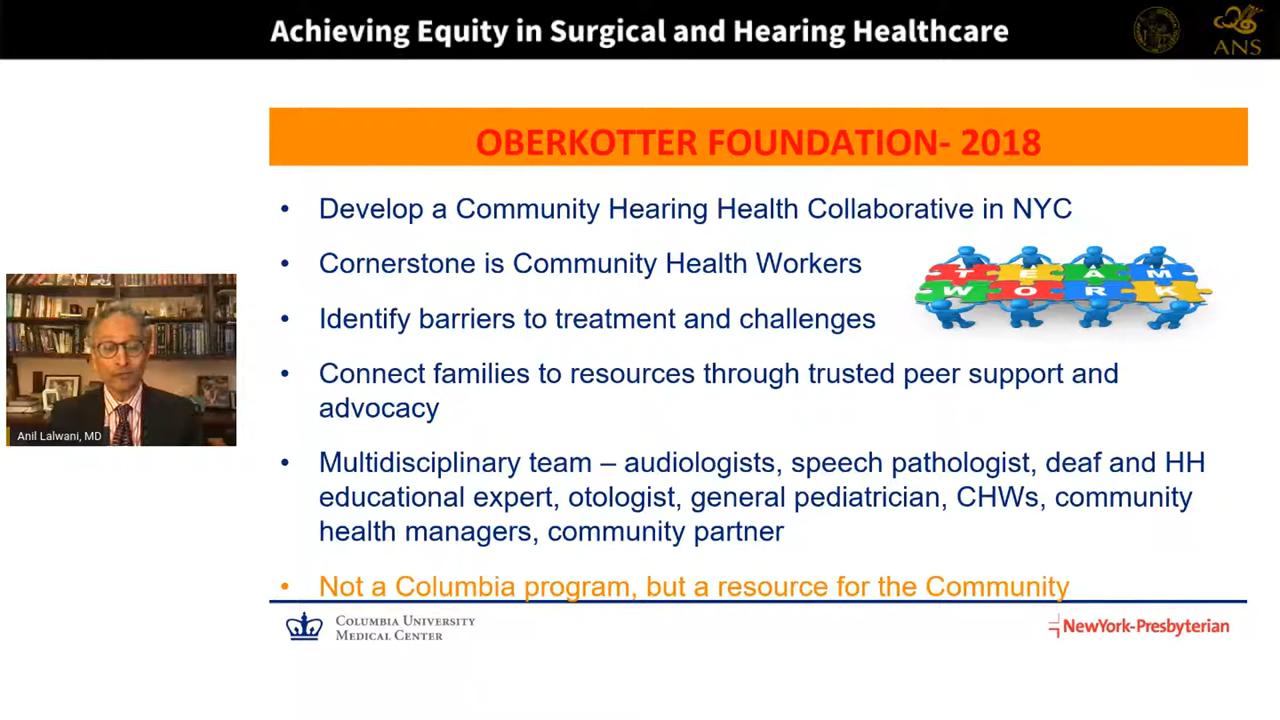 Achieving Equity in Surgical and Hearing Healthcare
ANS
OBERKOTTER FOUNDATION- 2018
• Develop a Community Hearing Health Collaborative in NYC
• Cornerstone is Community Health Workers
• Identify barriers to treatment and challenges
TEAM
WORK
• Connect families to resources through trusted peer support and
advocacy
• Multidisciplinary team – audiologists, speech pathologist, deaf and HH
educational expert, otologist, general pediatrician, CHWs, community
health managers, community partner
• Not a Columbia program, but a resource for the Community
Anil Lalwani, MD
COLUMBIA UNIVERSITY
MEDICAL CENTER
NewYork-Presbyterian